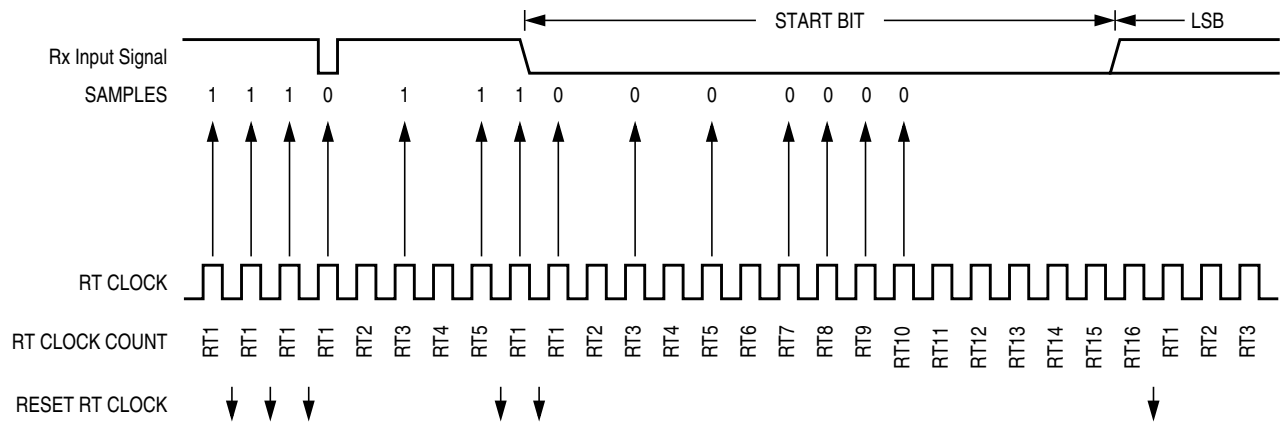 START BIT LSB
Rx Input Signal
SAMPLES 1 1 1 0 1 1 1 0 0 0 0 0 0 0
RT CLOCK
RT CLOCK COUNT RT1 RT1 RT1 RT1 RT2 RT3 RT4 RT5 RT1 RT1 RT2 RT3 RT4 RT5 RT6 RT7 RT8 RT9 RT10 RT11 RT12 RT13 RT14 RT15 RT16 RT1 RT2 RT3
RESET RT CLOCK